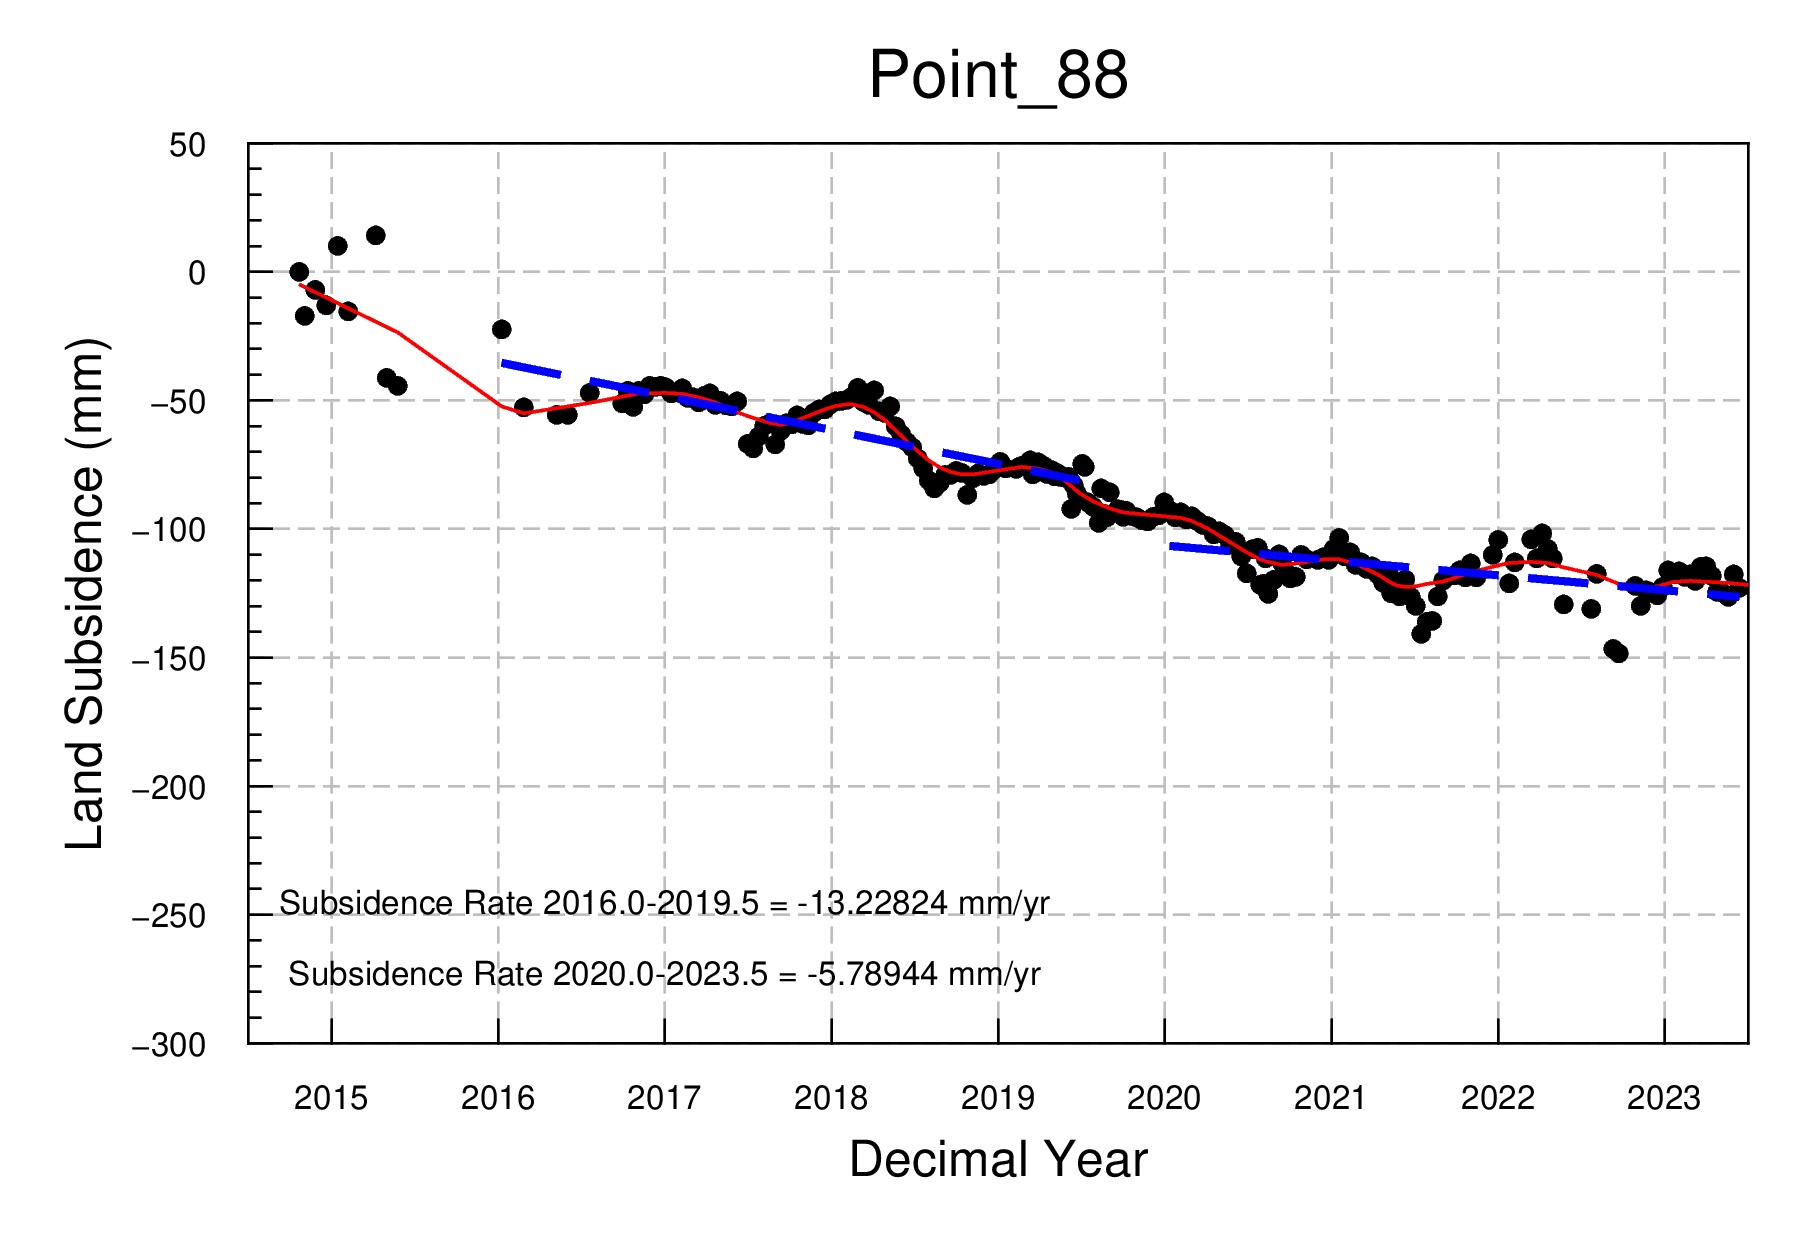 Point_88
50
0
−50
−100
−150
−200
−250
−300
Land Subsidence (mm)
Subsidence Rate 2016.0-2019.5 = -13.22824 mm/yr
Subsidence Rate 2020.0-2023.5 = -5.78944 mm/yr
2015 2016 2017 2018 2019 2020 2021 2022 2023
Decimal Year